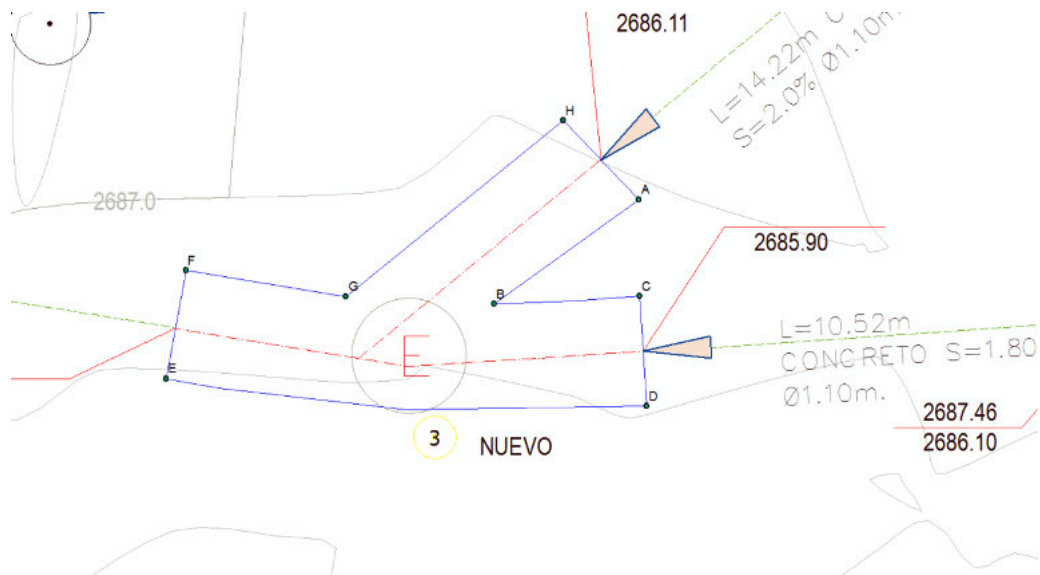 2686.11
L=14.22m
S=2.0% Ø1.10m
H
A
2687.0
2685.90
F
G
B
C
E
L=10.52m
CONCRETO S=1.80
Ø1.10m.
E
D
2687.46
2686.10
3
NUEVO